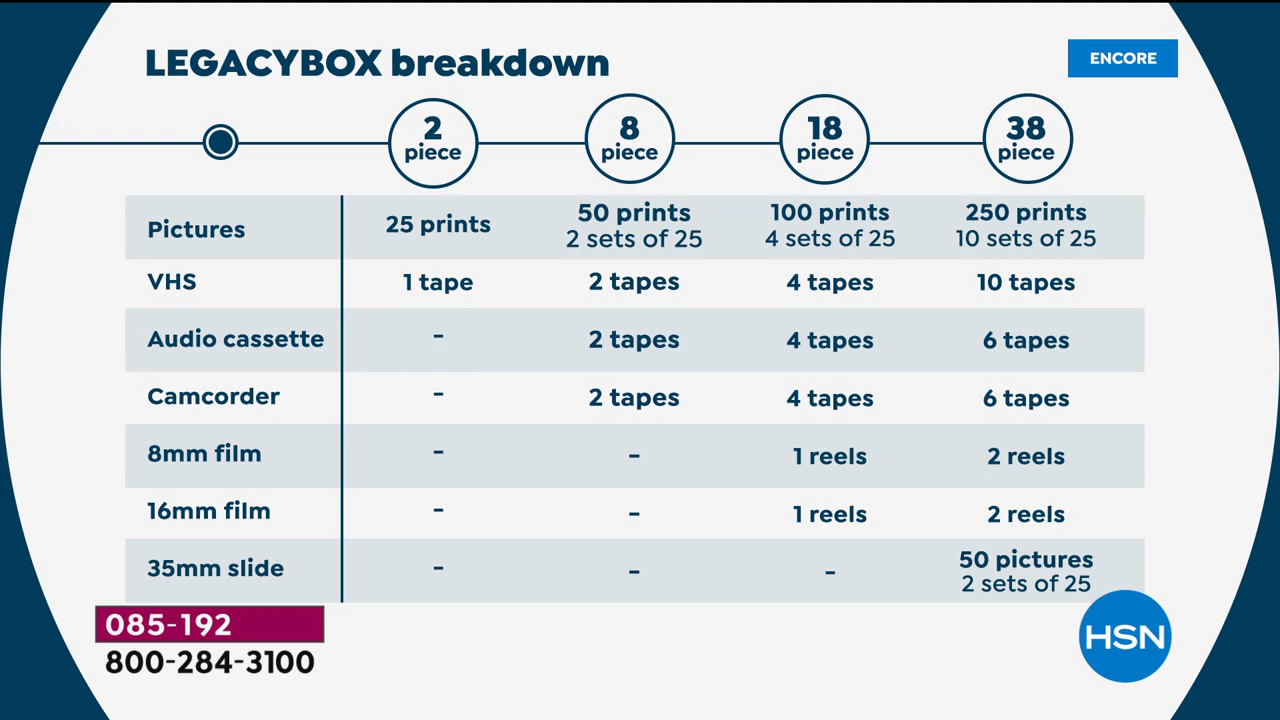 LEGACYBOX breakdown
ENCORE
2 piece
8 piece
18 piece
38 piece
Pictures
25 prints
50 prints
2 sets of 25
100 prints
4 sets of 25
250 prints
10 sets of 25
VHS
1 tape
2 tapes
4 tapes
10 tapes
Audio cassette
-
2 tapes
4 tapes
6 tapes
Camcorder
-
2 tapes
4 tapes
6 tapes
8mm film
-
-
1 reels
2 reels
16mm film
-
-
1 reels
2 reels
35mm slide
-
-
-
50 pictures
2 sets of 25
085-192
800-284-3100
HSN